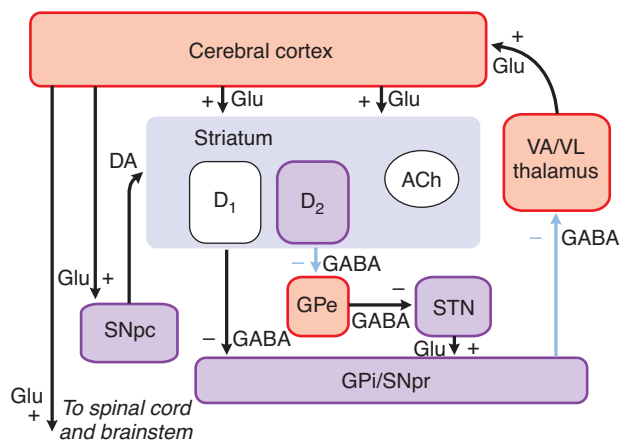 Cerebral cortex
+
Glu
+ Glu
+ Glu
Striatum
VA/VL
thalamus
DA
ACh
D1
D2
– GABA
– GABA
Glu +
GPe
–
GABA
STN
SNpc
– GABA
Glu +
GPi/SNpr
Glu
+
To spinal cord
and brainstem